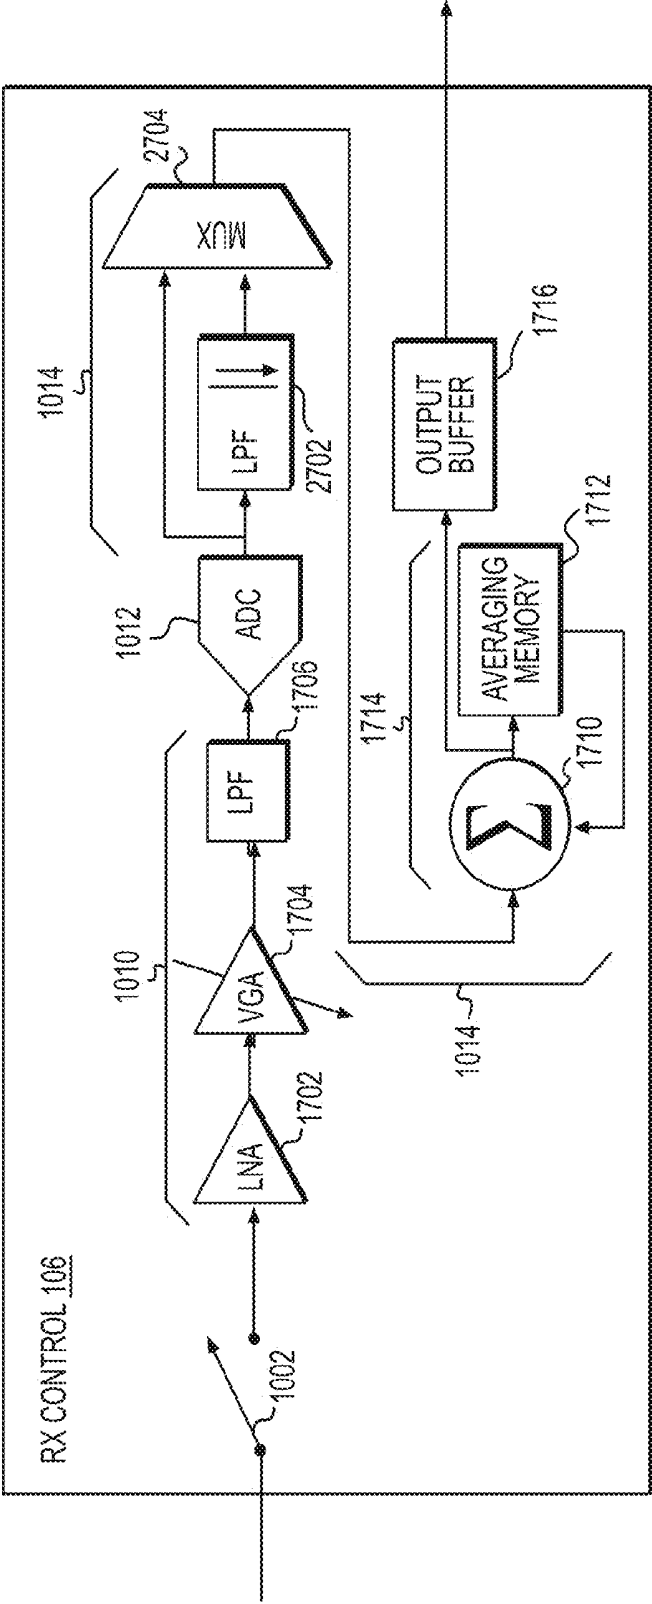 RX CONTROL 106
1002
1010
LNA
1702
VGA
1704
LPF
1706
1012
ADC
1014
LPF
2702
MUX
2704
1014
1714
Σ
1710
AVERAGING
MEMORY
1712
OUTPUT
BUFFER
1716